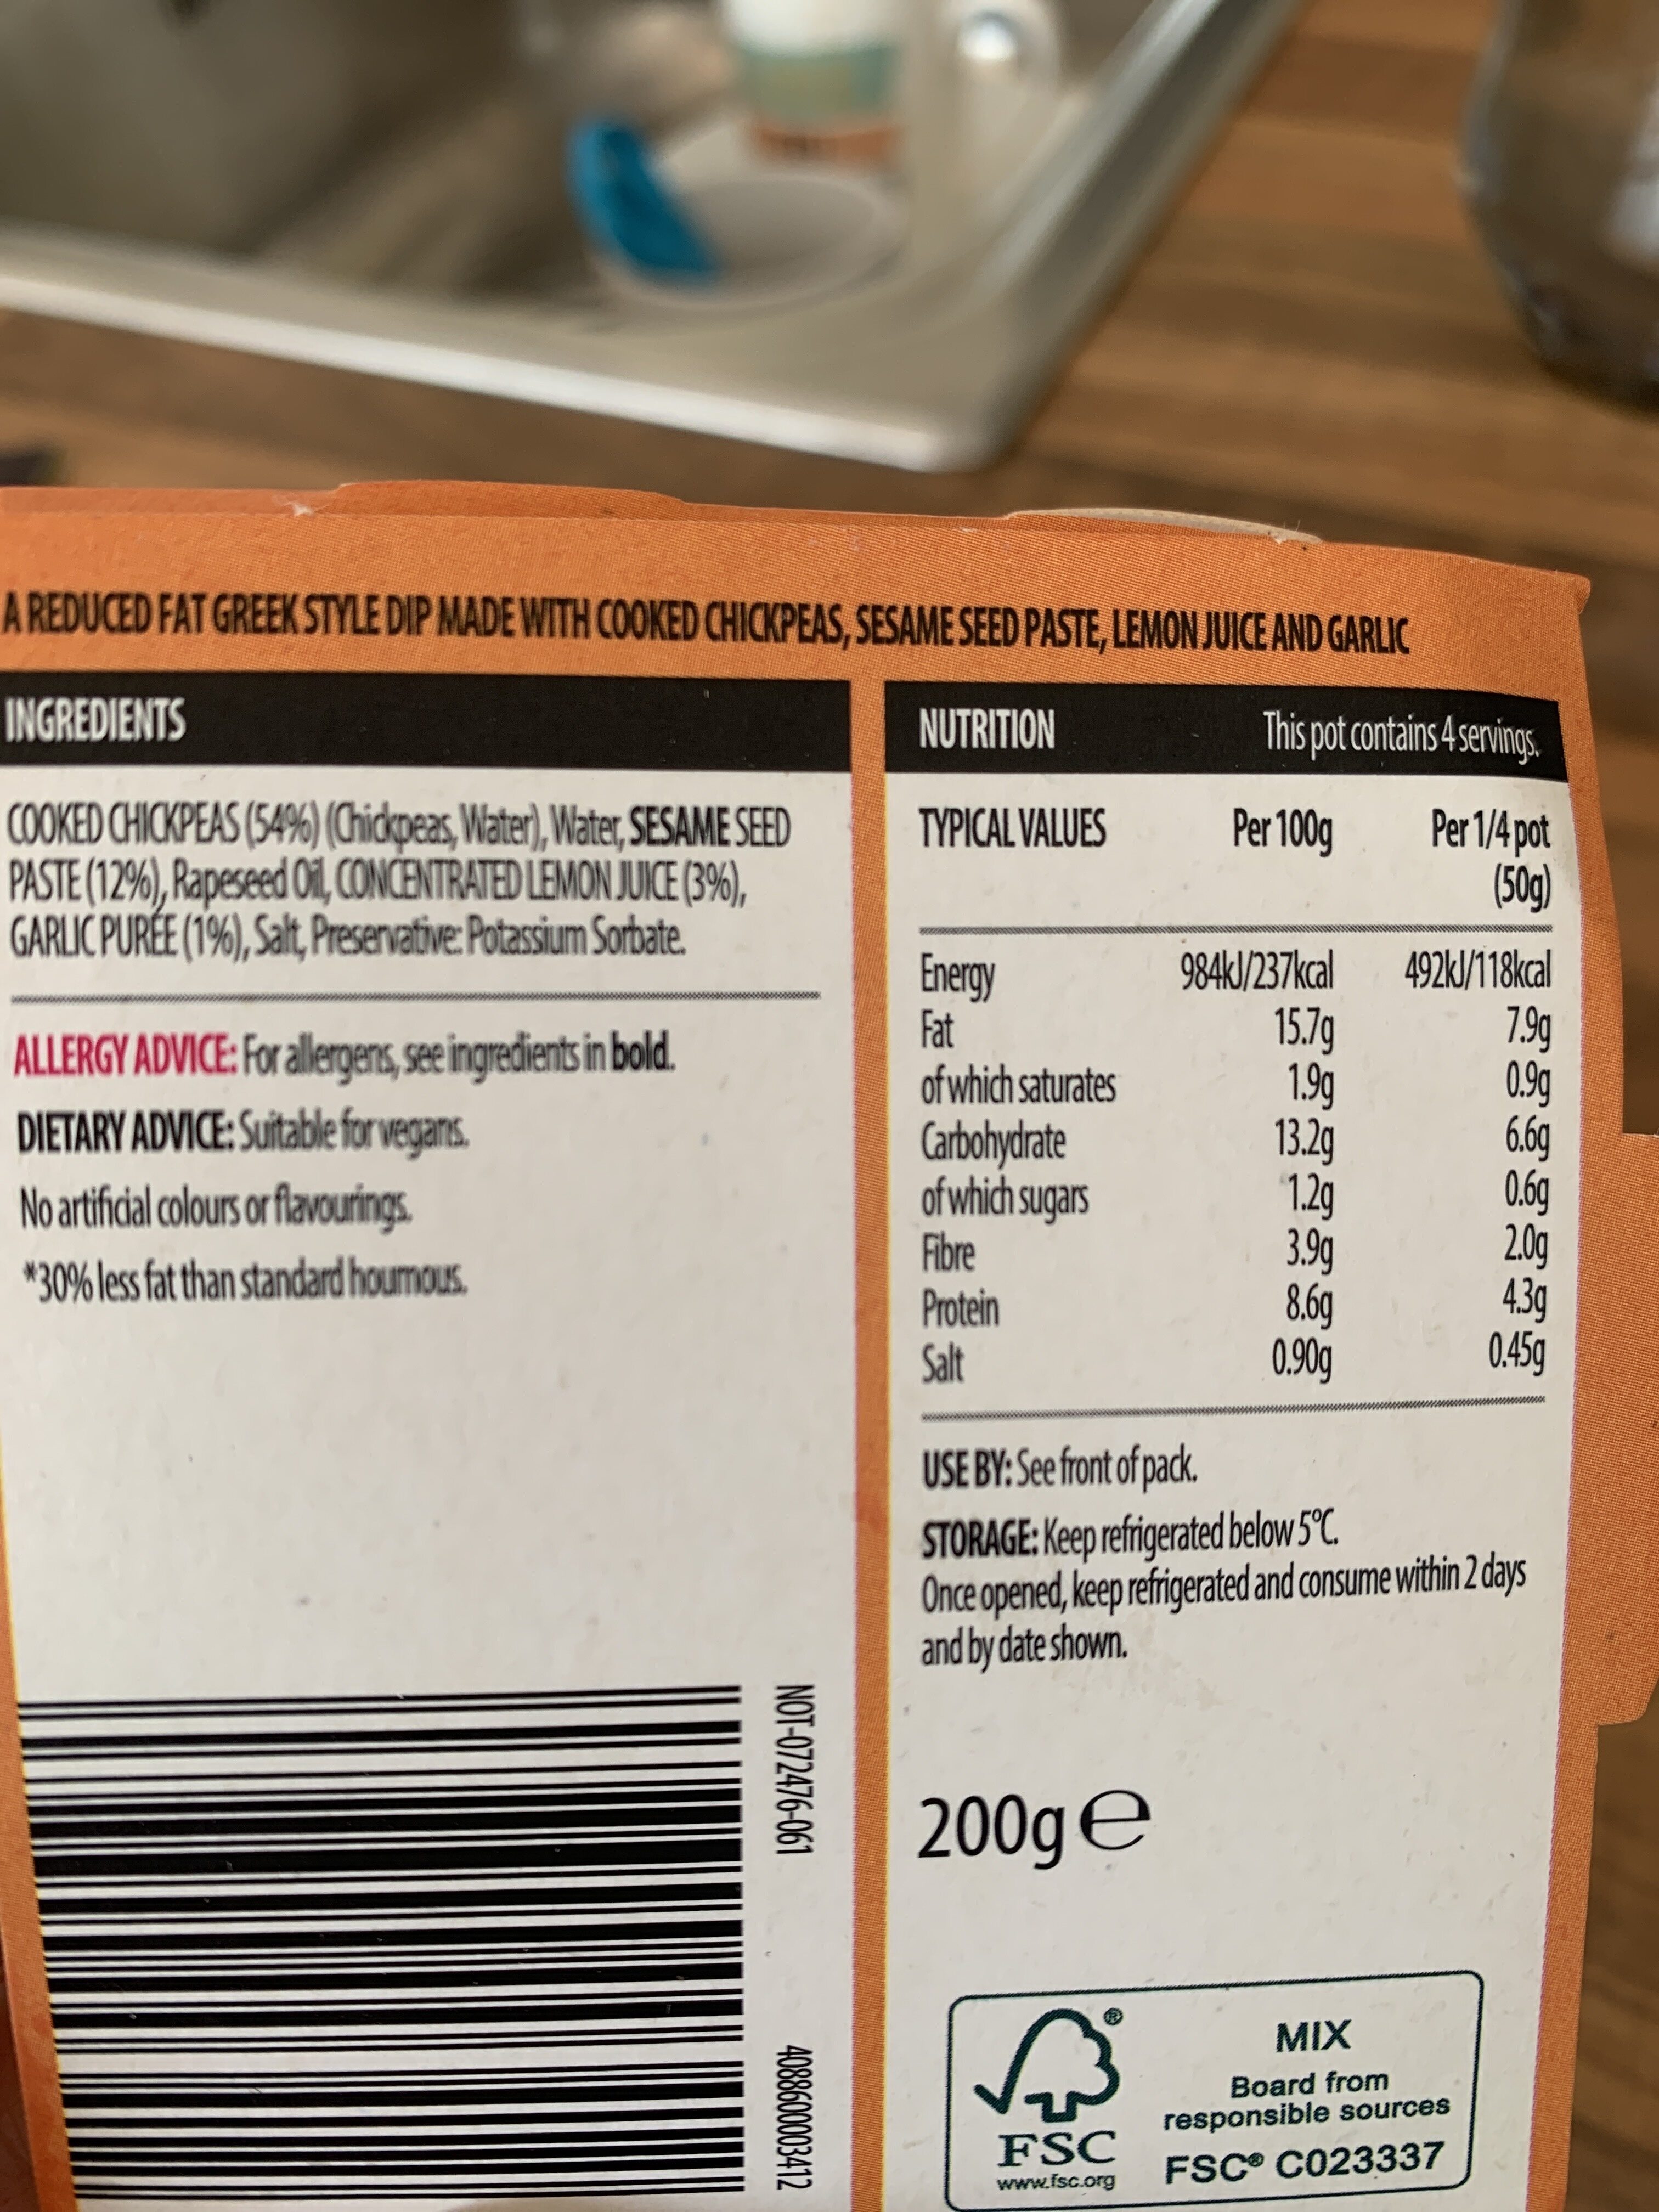 A REDUCED FAT GREEK STYLE DIP MADE WITH COOKED CHICKPEAS, SESAME SEED PASTE, LEMON JUICE AND GARLIC
INGREDIENTS
COOKED CHICKPEAS (54%) (Chickpeas, Water), Water, SESAME SEED
PASTE (12%), Rapeseed Oil, CONCENTRATED LEMON JUICE (3%),
GARLIC PURÉE (1%), Salt, Preservative: Potassium Sorbate.
ALLERGY ADVICE: For allergens, see ingredients in bold.
DIETARY ADVICE: Suitable for vegans.
No artificial colours or flavourings.
*30% less fat than standard houmous.
NOT-072476-061
4088600003412
NUTRITION This pot contains 4 servings.
TYPICAL VALUES Per 100g Per 1/4 pot
(50g)
Energy 984kJ/237kcal 492kJ/118kcal
Fat 15.7g 7.9g
of which saturates 1.9g 0.9g
Carbohydrate 13.2g 6.6g
of which sugars 1.2g 0.6g
Fibre 3.9g 2.0g
Protein 8.6g 4.3g
Salt 0.90g 0.45g
USE BY: See front of pack.
STORAGE: Keep refrigerated below 5°C.
Once opened, keep refrigerated and consume within 2 days
and by date shown.
200g e
®
FSC
www.fsc.org
MIX
Board from
responsible sources
FSC® C023337